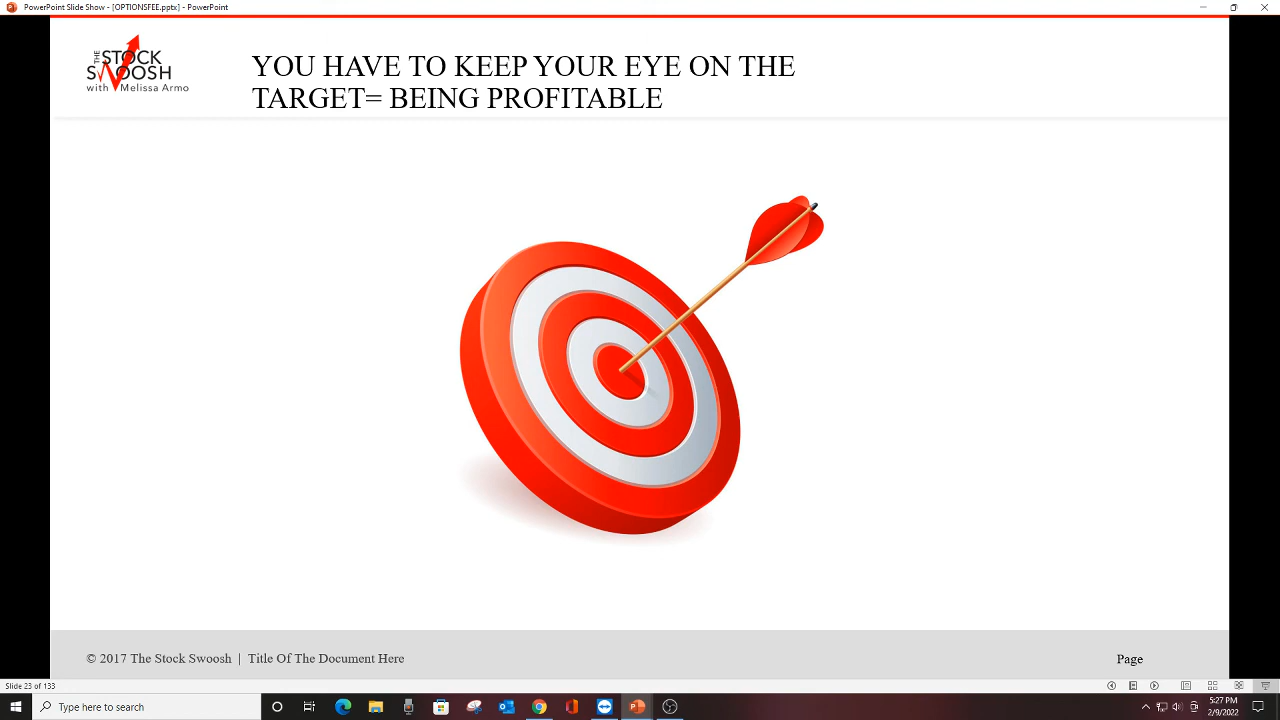 PowerPoint Slide Show - [OPTIONSFEE.pptx] - PowerPoint
THE
STOCK
SWOOSH
with Melissa Armo
YOU HAVE TO KEEP YOUR EYE ON THE
TARGET= BEING PROFITABLE
© 2017 The Stock Swoosh | Title Of The Document Here
Page
Slide 23 of 133
Type here to search
5:27 PM
2/9/2022